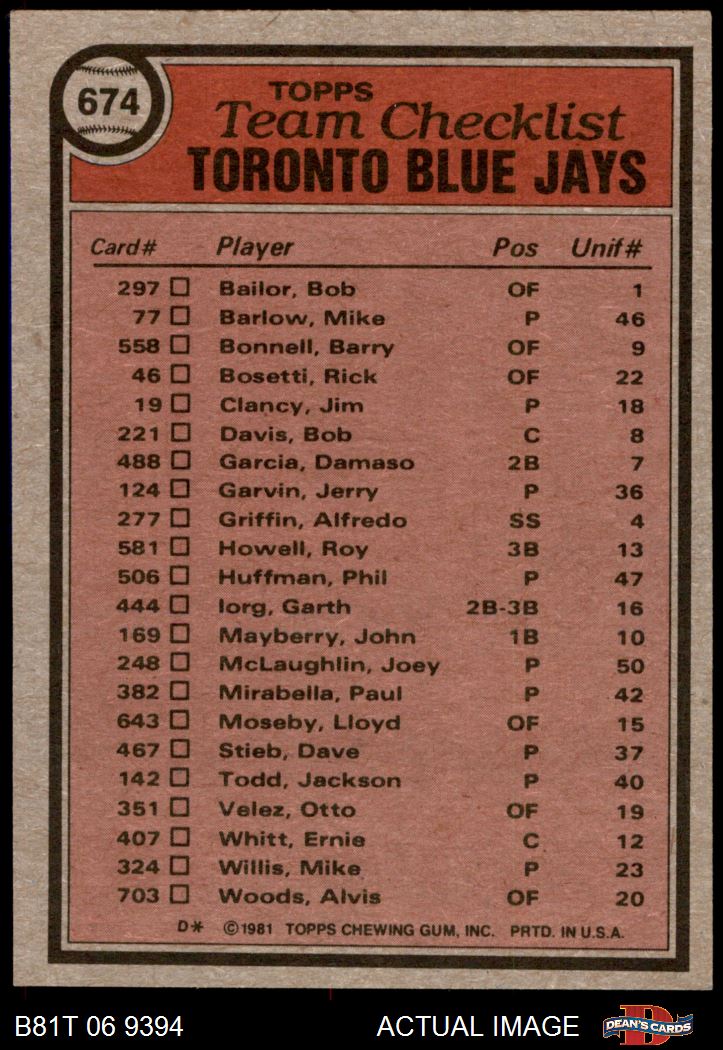 674
TOPPS
Team Checklist
TORONTO BLUE JAYS
Card# Player Pos Unif#
297 Bailor, Bob OF 1
77 Barlow, Mike P 46
558 Bonnell, Barry OF 9
46 Bosetti, Rick OF 22
19 Clancy, Jim P 18
221 Davis, Bob C 8
488 Garcia, Damaso 2B 7
124 Garvin, Jerry P 36
277 Griffin, Alfredo SS 4
581 Howell, Roy 3B 13
506 Huffman, Phil P 47
444 Iorg, Garth 2B-3B 16
169 Mayberry, John 1B 10
248 McLaughlin, Joey P 50
382 Mirabella, Paul P 42
643 Moseby, Lloyd OF 15
467 Stieb, Dave P 37
142 Todd, Jackson P 40
351 Velez, Otto OF 19
407 Whitt, Ernie C 12
324 Willis, Mike P 23
703 Woods, Alvis OF 20
D* ©1981 TOPPS CHEWING GUM, INC. PRTD. IN U.S.A.
B81T 06 9394 ACTUAL IMAGE D DEAN'S CARDS